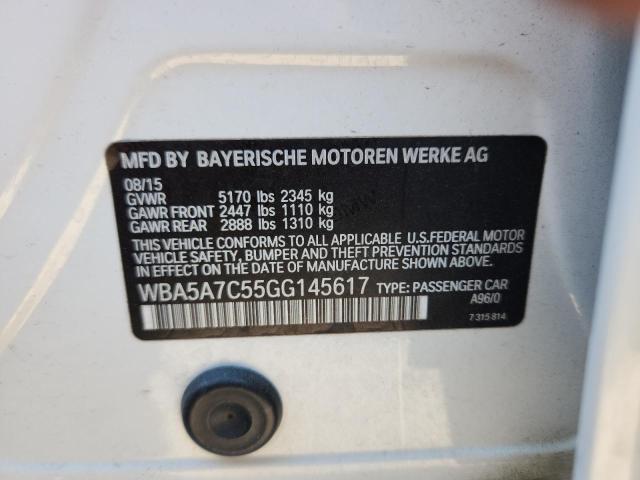 MFD BY BAYERISCHE MOTOREN WERKE AG
08/15
GVWR 5170 lbs 2345 kg
GAWR FRONT 2447 lbs 1110 kg
GAWR REAR 2888 lbs 1310 kg
THIS VEHICLE CONFORMS TO ALL APPLICABLE U.S.FEDERAL MOTOR
VEHICLE SAFETY, BUMPER AND THEFT PREVENTION STANDARDS
IN EFFECT ON THE DATE OF MANUFACTURE SHOWN ABOVE.
WBA5A7C55GG145617 TYPE: PASSENGER CAR
A96/0
7 315 814